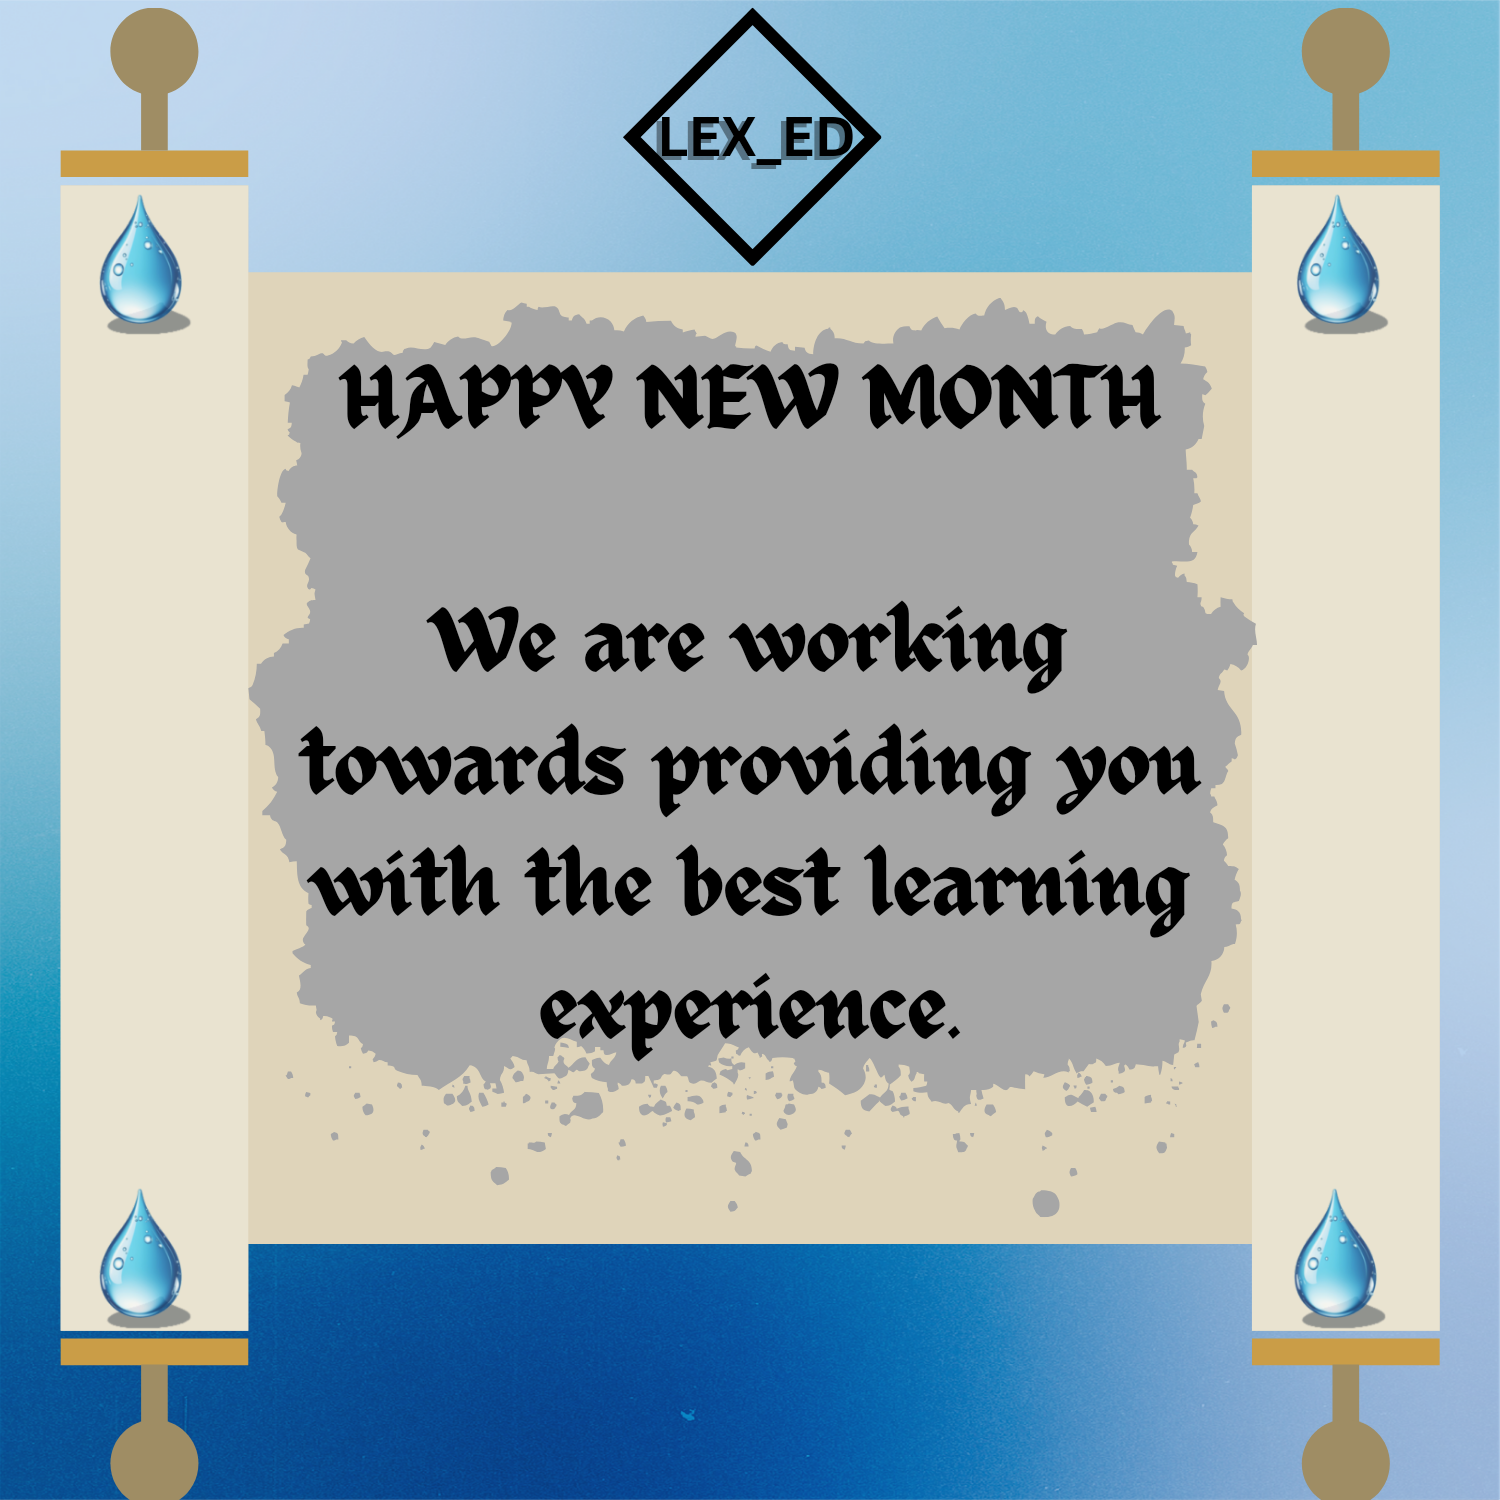 LEX_ED
HAPPY NEW MONTH
We are working
towards providing you
with the best learning
experience.